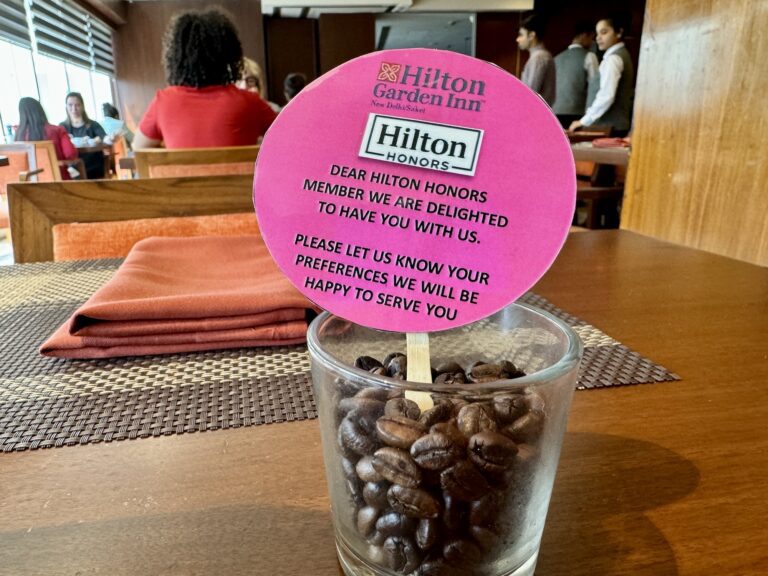 Hilton
Garden Inn™
New Delhi/Saket
Hilton
HONORS
DEAR HILTON HONORS
MEMBER WE ARE DELIGHTED
TO HAVE YOU WITH US.
PLEASE LET US KNOW YOUR
PREFERENCES WE WILL BE
HAPPY TO SERVE YOU